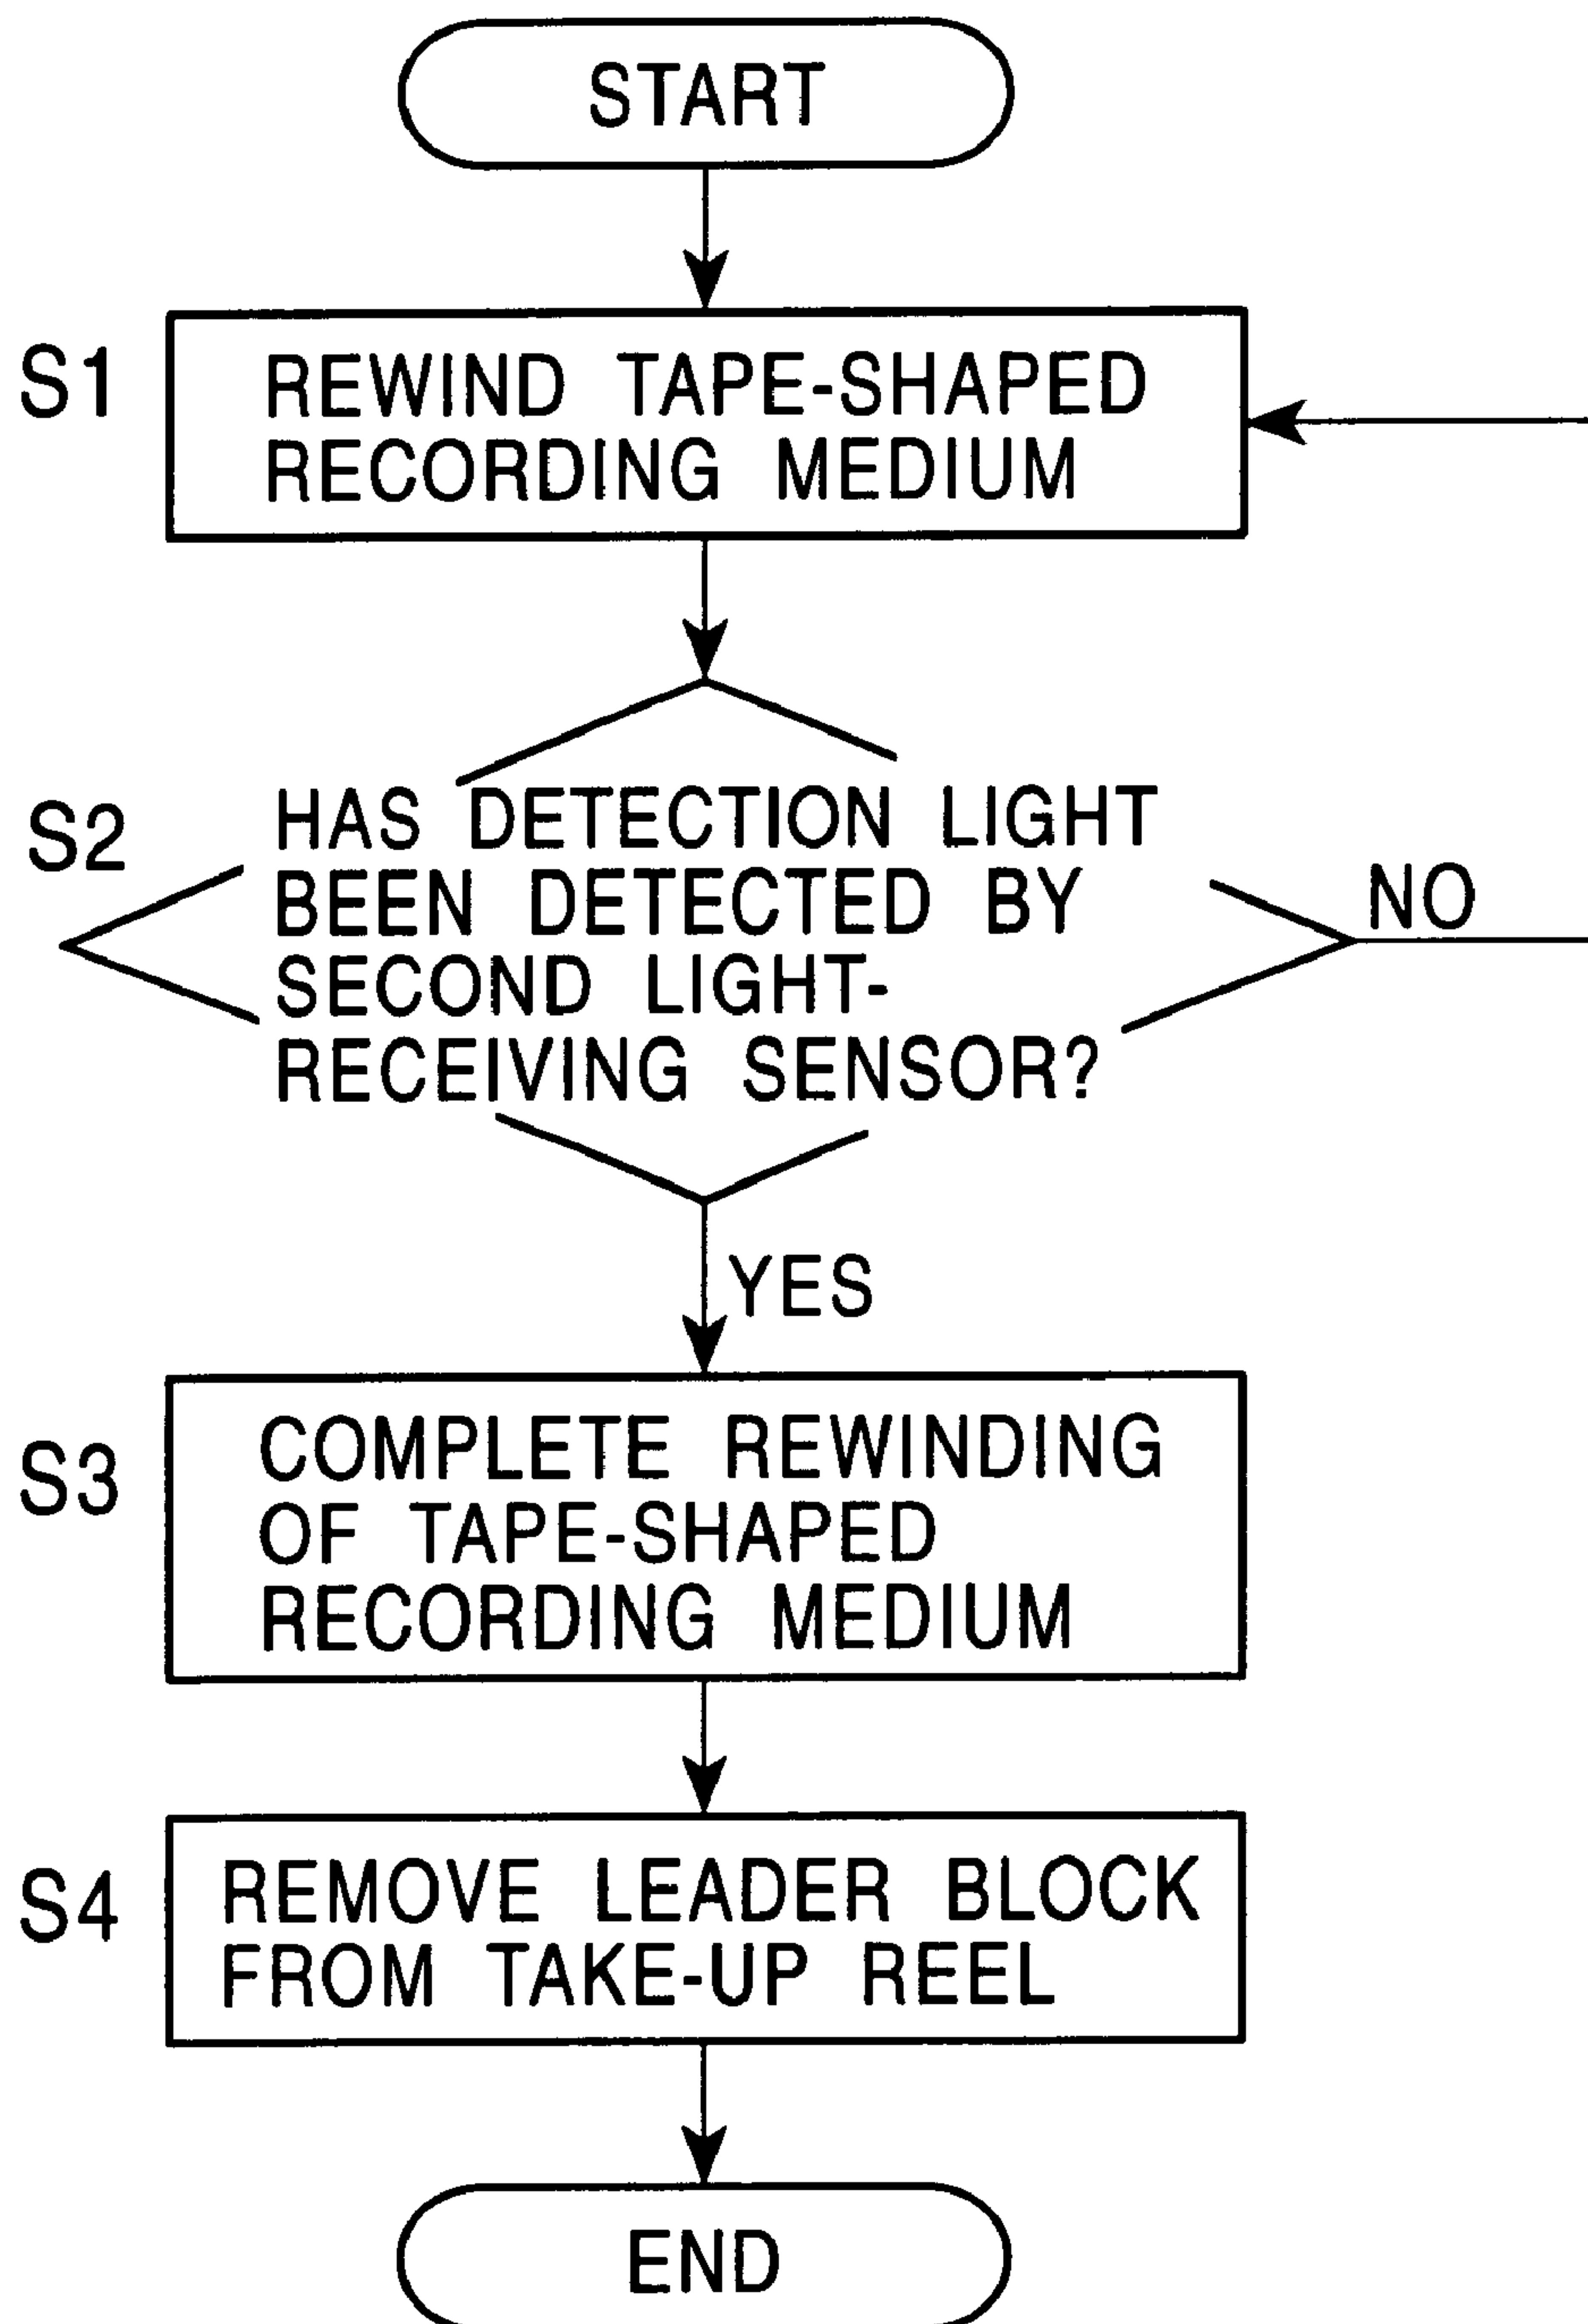 START
S1
REWIND TAPE-SHAPED
RECORDING MEDIUM
S2
HAS DETECTION LIGHT
BEEN DETECTED BY
SECOND LIGHT-
RECEIVING SENSOR?
NO
YES
S3
COMPLETE REWINDING
OF TAPE-SHAPED
RECORDING MEDIUM
S4
REMOVE LEADER BLOCK
FROM TAKE-UP REEL
END